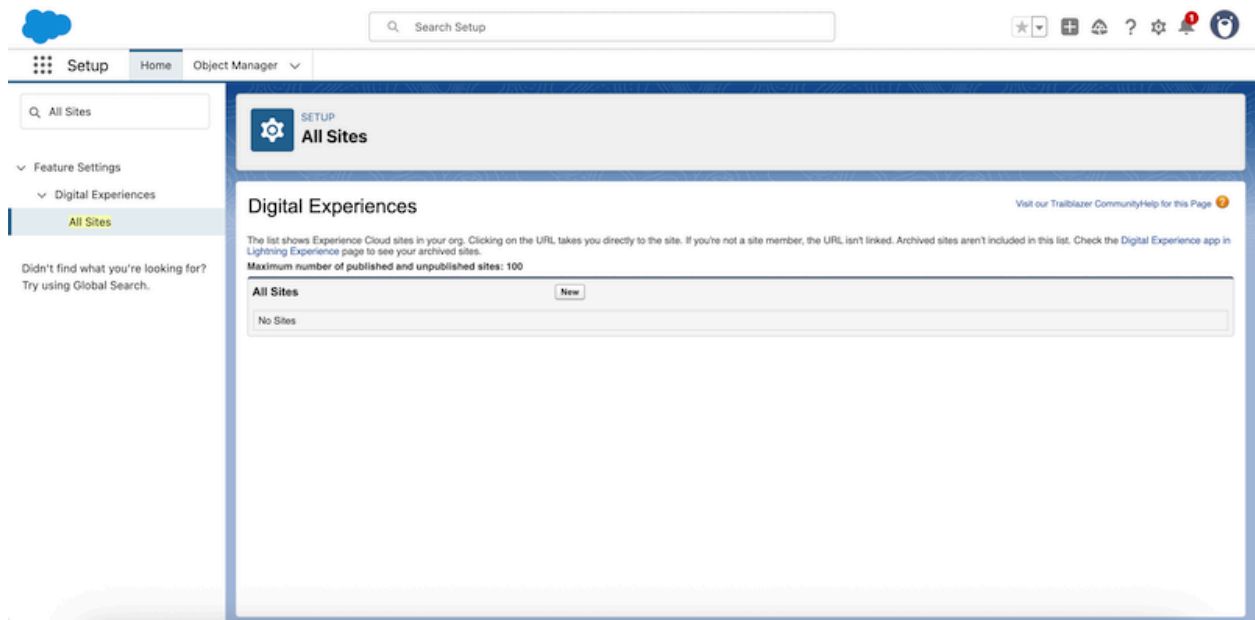 Search Setup
1
Setup
Home
Object Manager
All Sites
Feature Settings
Digital Experiences
All Sites
Didn't find what you're looking for?
Try using Global Search.
SETUP
All Sites
Digital Experiences
Visit our Trailblazer CommunityHelp for this Page
The list shows Experience Cloud sites in your org. Clicking on the URL takes you directly to the site. If you're not a site member, the URL isn't linked. Archived sites aren't included in this list. Check the Digital Experience app in
Lightning Experience page to see your archived sites.
Maximum number of published and unpublished sites: 100
All Sites
New
No Sites